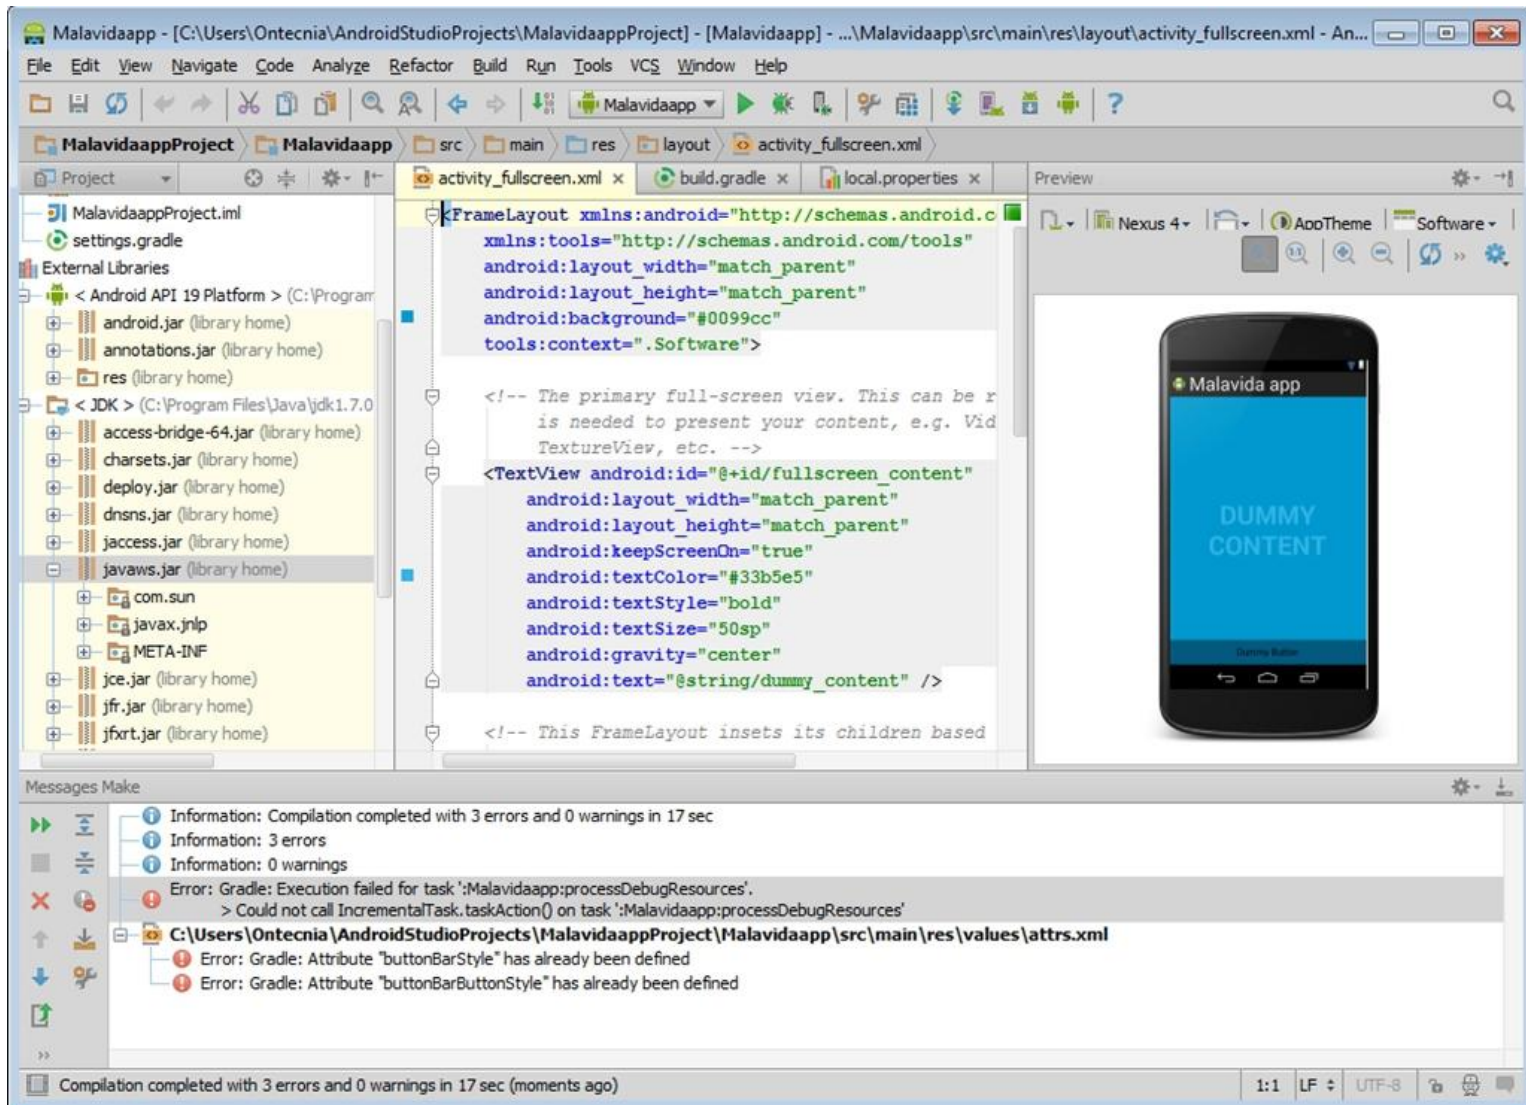 Malavidaapp - [C:\Users\Ontecnia\AndroidStudioProjects\MalavidaappProject] - [Malavidaapp] - ...\Malavidaapp\src\main\res\layout\activity_fullscreen.xml - An...
File Edit View Navigate Code Analyze Refactor Build Run Tools VCS Window Help
Malavidaapp
MalavidaappProject Malavidaapp src main res layout activity_fullscreen.xml
Project
MalavidaappProject.iml
settings.gradle
External Libraries
< Android API 19 Platform > (C:\Program
android.jar (library home)
annotations.jar (library home)
res (library home)
< JDK > (C:\Program Files\Java\jdk1.7.0
access-bridge-64.jar (library home)
charsets.jar (library home)
deploy.jar (library home)
dnsns.jar (library home)
jaccess.jar (library home)
javaws.jar (library home)
com.sun
javax.jnlp
META-INF
jce.jar (library home)
jfr.jar (library home)
jfxrt.jar (library home)
activity_fullscreen.xml build.gradle local.properties
<FrameLayout xmlns:android="http://schemas.android.c
xmlns:tools="http://schemas.android.com/tools"
android:layout_width="match_parent"
android:layout_height="match_parent"
android:background="#0099cc"
tools:context=".Software">
<!-- The primary full-screen view. This can be r
is needed to present your content, e.g. Vid
TextureView, etc. -->
<TextView android:id="@+id/fullscreen_content"
android:layout_width="match_parent"
android:layout_height="match_parent"
android:keepScreenOn="true"
android:textColor="#33b5e5"
android:textStyle="bold"
android:textSize="50sp"
android:gravity="center"
android:text="@string/dummy_content" />
<!-- This FrameLayout insets its children based
Preview
Nexus 4 AppTheme Software
1:1
Malavida app
DUMMY
CONTENT
Dummy Button
Messages Make
Information: Compilation completed with 3 errors and 0 warnings in 17 sec
Information: 3 errors
Information: 0 warnings
Error: Gradle: Execution failed for task ':Malavidaapp:processDebugResources'.
> Could not call IncrementalTask.taskAction() on task ':Malavidaapp:processDebugResources'
C:\Users\Ontecnia\AndroidStudioProjects\MalavidaappProject\Malavidaapp\src\main\res\values\attrs.xml
Error: Gradle: Attribute "buttonBarStyle" has already been defined
Error: Gradle: Attribute "buttonBarButtonStyle" has already been defined
Compilation completed with 3 errors and 0 warnings in 17 sec (moments ago) 1:1 LF UTF-8